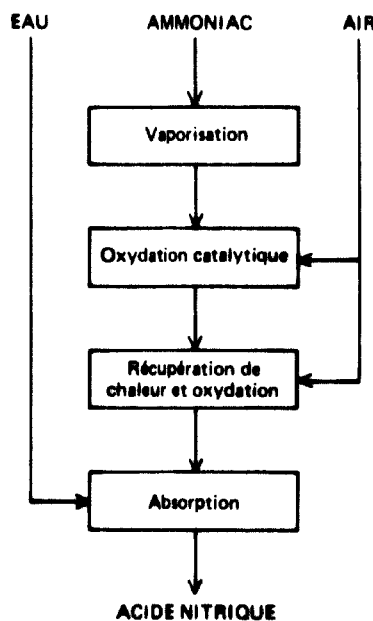 EAU AMMONIAC AIR
Vaporisation
Oxydation catalytique
Récupération de
chaleur et oxydation
Absorption
ACIDE NITRIQUE